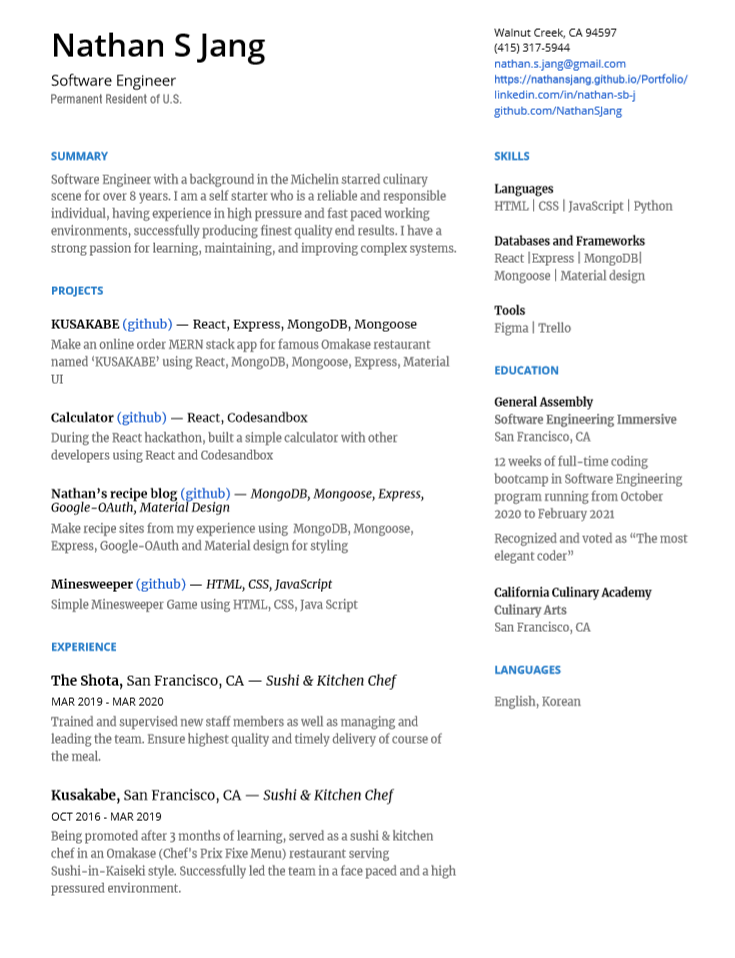 Nathan S Jang
Software Engineer
Permanent Resident of U.S.
Walnut Creek, CA 94597
(415) 317-5944
nathan.s.jang@gmail.com
https://nathansjang.github.io/Portfolio/
linkedin.com/in/nathan-sb-j
github.com/NathanSJang
SUMMARY
Software Engineer with a background in the Michelin starred culinary
scene for over 8 years. I am a self starter who is a reliable and responsible
individual, having experience in high pressure and fast paced working
environments, successfully producing finest quality end results. I have a
strong passion for learning, maintaining, and improving complex systems.
PROJECTS
KUSAKABE (github) — React, Express, MongoDB, Mongoose
Make an online order MERN stack app for famous Omakase restaurant
named ‘KUSAKABE’ using React, MongoDB, Mongoose, Express, Material
UI
Calculator (github) — React, Codesandbox
During the React hackathon, built a simple calculator with other
developers using React and Codesandbox
Nathan’s recipe blog (github) — MongoDB, Mongoose, Express,
Google-OAuth, Material Design
Make recipe sites from my experience using  MongoDB, Mongoose,
Express, Google-OAuth and Material design for styling
Minesweeper (github) — HTML, CSS, JavaScript
Simple Minesweeper Game using HTML, CSS, Java Script
EXPERIENCE
The Shota, San Francisco, CA — Sushi & Kitchen Chef
MAR 2019 - MAR 2020
Trained and supervised new staff members as well as managing and
leading the team. Ensure highest quality and timely delivery of course of
the meal.
Kusakabe, San Francisco, CA — Sushi & Kitchen Chef
OCT 2016 - MAR 2019
Being promoted after 3 months of learning, served as a sushi & kitchen
chef in an Omakase (Chef’s Prix Fixe Menu) restaurant serving
Sushi-in-Kaiseki style. Successfully led the team in a face paced and a high
pressured environment.
SKILLS
Languages
HTML | CSS | JavaScript | Python
Databases and Frameworks
React |Express | MongoDB|
Mongoose | Material design
Tools
Figma | Trello
EDUCATION
General Assembly
Software Engineering Immersive
San Francisco, CA
12 weeks of full-time coding
bootcamp in Software Engineering
program running from October
2020 to February 2021
Recognized and voted as “The most
elegant coder”
California Culinary Academy
Culinary Arts
San Francisco, CA
LANGUAGES
English, Korean